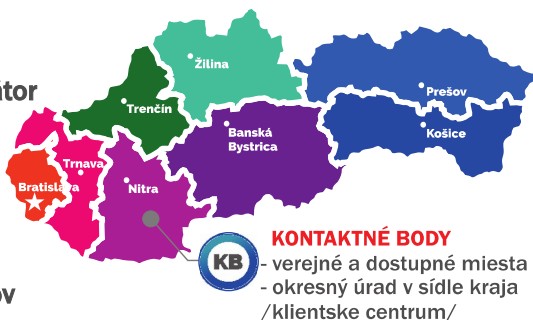 Žilina
átor
Prešov
Trenčín
Banská
Bystrica
Košice
Trnava
Bratislava
Nitra
KONTAKTNÉ BODY
KB
- verejné a dostupné miesta
- okresný úrad v sídle kraja
/klientske centrum/
ov